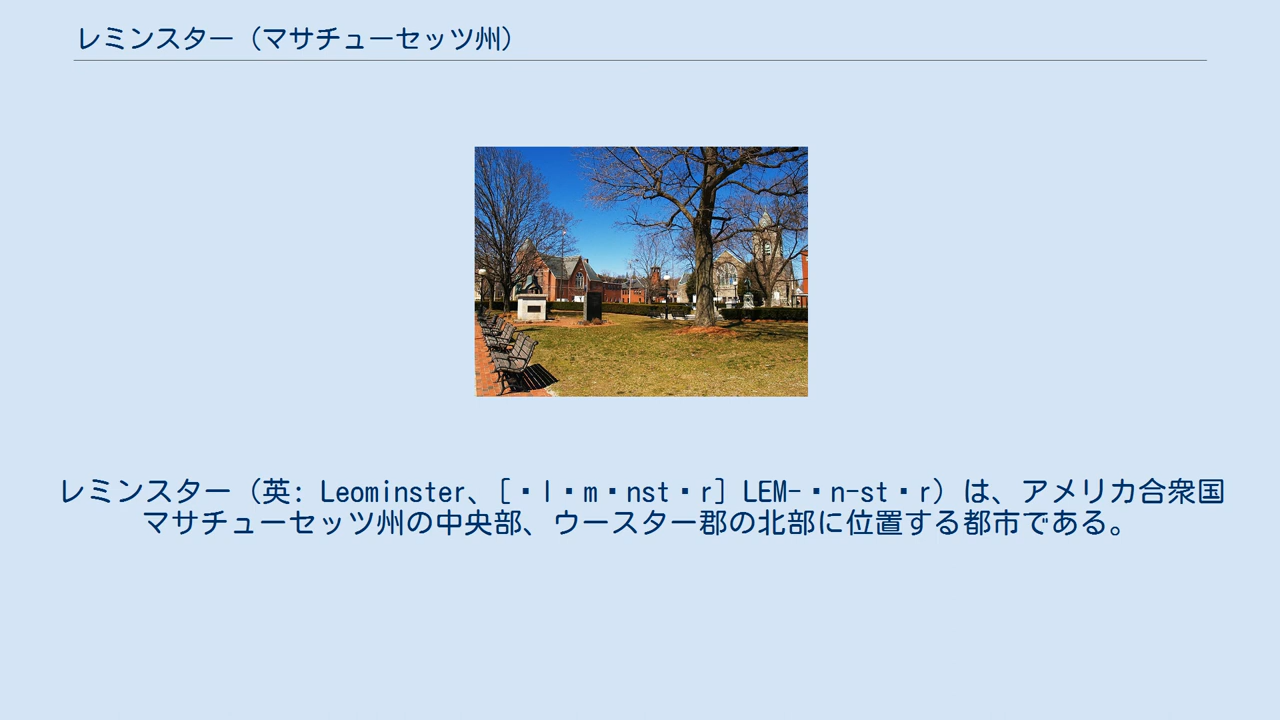 レミンスター（マサチューセッツ州）
レミンスター（英: Leominster、[・l・m・nst・r] LEM-・n-st・r）は、アメリカ合衆国
マサチューセッツ州の中央部、ウースター郡の北部に位置する都市である。